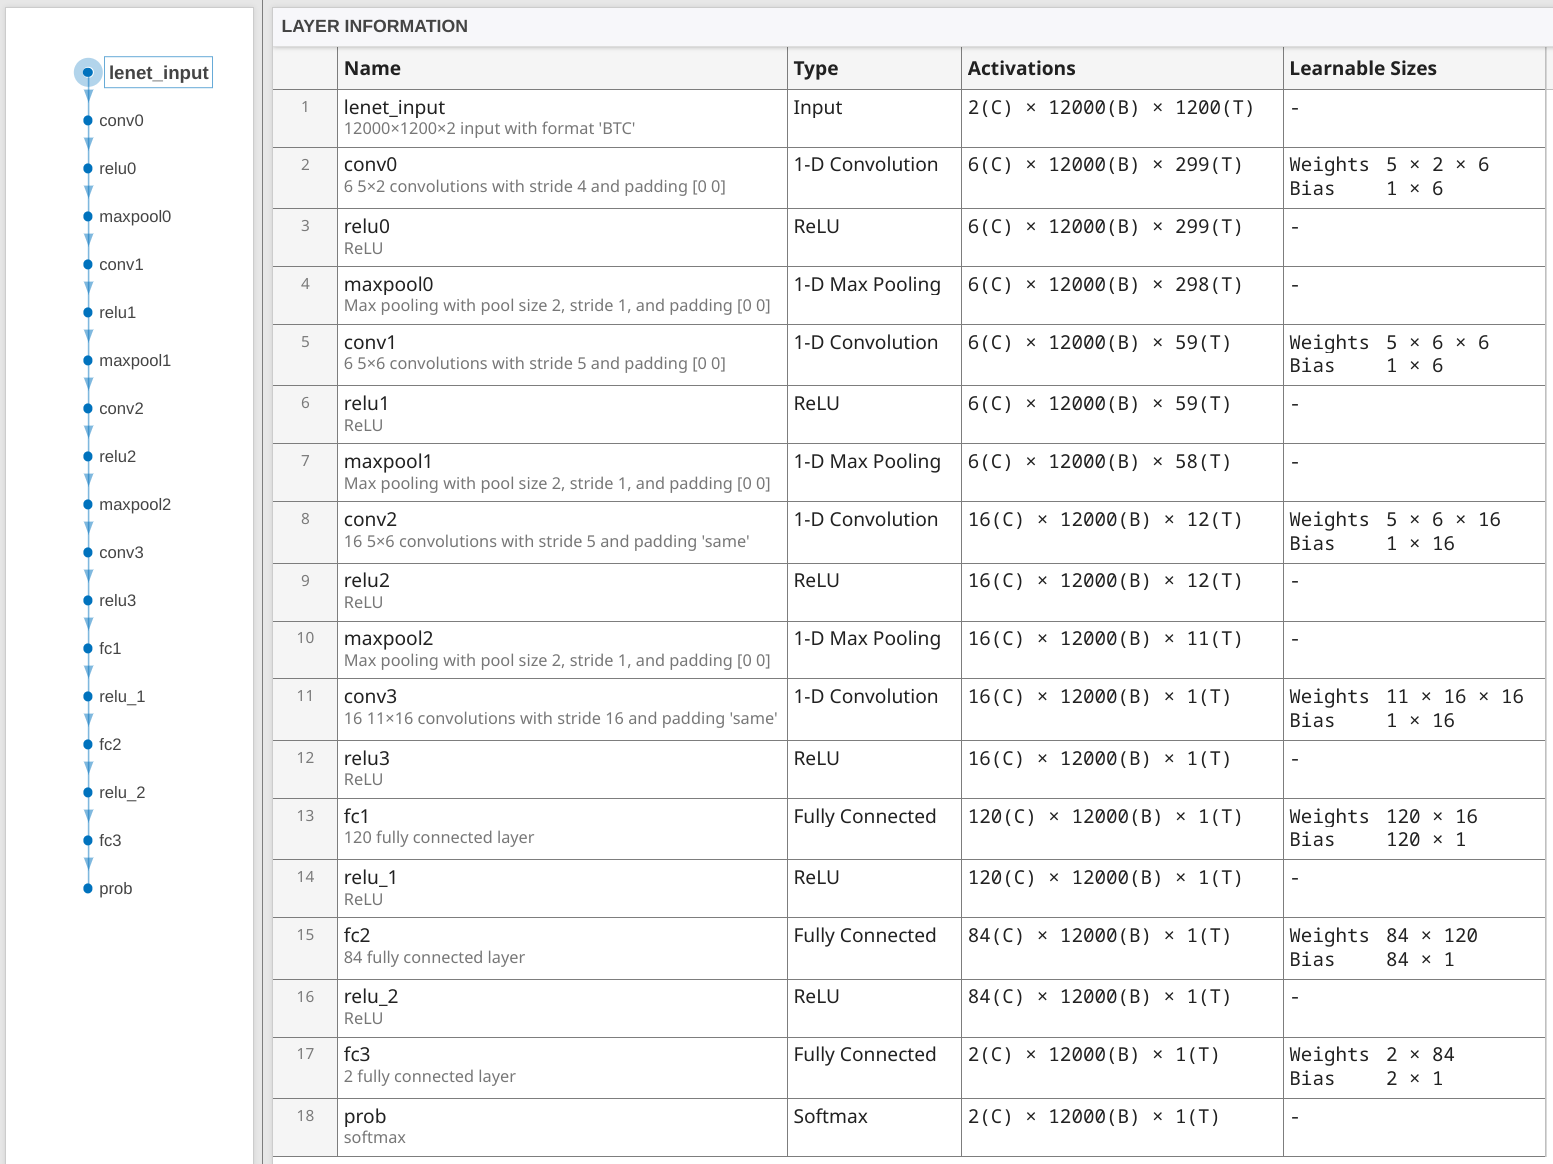 lenet_input
conv0
relu0
maxpool0
conv1
relu1
maxpool1
conv2
relu2
maxpool2
conv3
relu3
fc1
relu_1
fc2
relu_2
fc3
prob
LAYER INFORMATION
Name Type Activations Learnable Sizes
1 lenet_input Input 2(C) × 12000(B) × 1200(T) -
12000×1200×2 input with format 'BTC'
2 conv0 1-D Convolution 6(C) × 12000(B) × 299(T) Weights 5 × 2 × 6
6 5×2 convolutions with stride 4 and padding [0 0] Bias 1 × 6
3 relu0 ReLU 6(C) × 12000(B) × 299(T) -
ReLU
4 maxpool0 1-D Max Pooling 6(C) × 12000(B) × 298(T) -
Max pooling with pool size 2, stride 1, and padding [0 0]
5 conv1 1-D Convolution 6(C) × 12000(B) × 59(T) Weights 5 × 6 × 6
6 5×6 convolutions with stride 5 and padding [0 0] Bias 1 × 6
6 relu1 ReLU 6(C) × 12000(B) × 59(T) -
ReLU
7 maxpool1 1-D Max Pooling 6(C) × 12000(B) × 58(T) -
Max pooling with pool size 2, stride 1, and padding [0 0]
8 conv2 1-D Convolution 16(C) × 12000(B) × 12(T) Weights 5 × 6 × 16
16 5×6 convolutions with stride 5 and padding 'same' Bias 1 × 16
9 relu2 ReLU 16(C) × 12000(B) × 12(T) -
ReLU
10 maxpool2 1-D Max Pooling 16(C) × 12000(B) × 11(T) -
Max pooling with pool size 2, stride 1, and padding [0 0]
11 conv3 1-D Convolution 16(C) × 12000(B) × 1(T) Weights 11 × 16 × 16
16 11×16 convolutions with stride 16 and padding 'same' Bias 1 × 16
12 relu3 ReLU 16(C) × 12000(B) × 1(T) -
ReLU
13 fc1 Fully Connected 120(C) × 12000(B) × 1(T) Weights 120 × 16
120 fully connected layer Bias 120 × 1
14 relu_1 ReLU 120(C) × 12000(B) × 1(T) -
ReLU
15 fc2 Fully Connected 84(C) × 12000(B) × 1(T) Weights 84 × 120
84 fully connected layer Bias 84 × 1
16 relu_2 ReLU 84(C) × 12000(B) × 1(T) -
ReLU
17 fc3 Fully Connected 2(C) × 12000(B) × 1(T) Weights 2 × 84
2 fully connected layer Bias 2 × 1
18 prob Softmax 2(C) × 12000(B) × 1(T) -
softmax